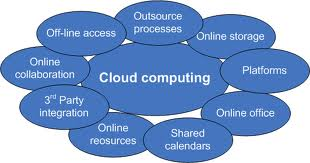 Outsource
processes
Off-line access
Online storage
Online
collaboration
Cloud computing
Platforms
3rd Party
integration
Online office
Online
reosurces
Shared
calendars